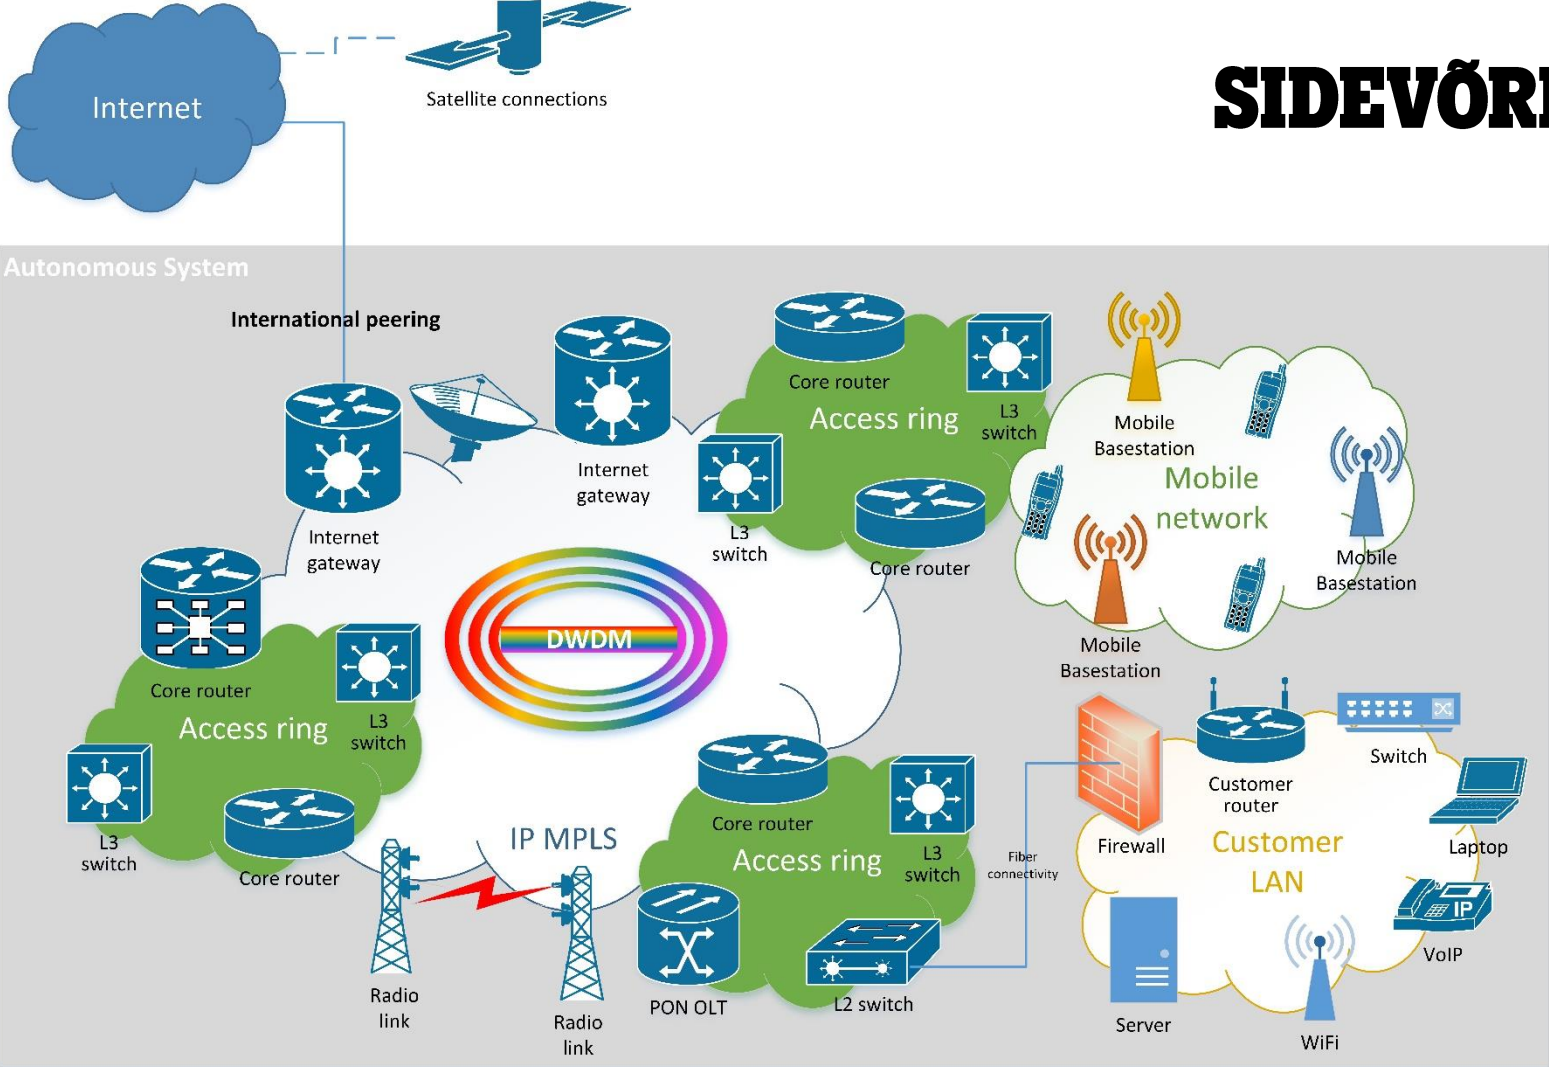 Internet
Satellite connections
SIDEVÕR
Autonomous System
International peering
Internet
gateway
Internet
gateway
Core router
Access ring
L3
switch
L3
switch
Core router
Mobile
Basestation
Mobile
network
Mobile
Basestation
Mobile
Basestation
DWDM
Core router
Access ring
L3
switch
L3
switch
Core router
IP MPLS
Radio
link
Radio
link
Core router
Access ring
L3
switch
PON OLT
L2 switch
Fiber
connectivity
Firewall
Customer
router
Switch
Customer
LAN
Laptop
IP
VoIP
Server
WiFi